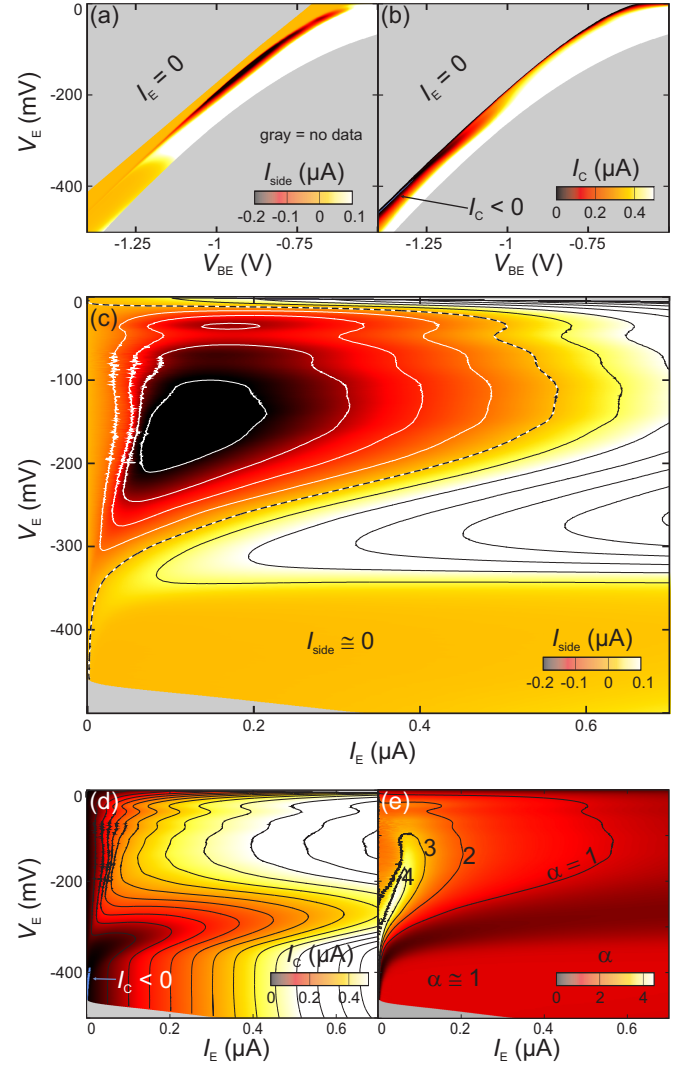 (a)
I_E = 0
gray = no data
I_side (µA)
-0.2 -0.1 0 0.1
0
-200
-400
V_E (mV)
-1.25 -1 -0.75
V_BE (V)
(b)
I_E = 0
I_C (µA)
0 0.2 0.4
I_C < 0
-1.25 -1 -0.75
V_BE (V)
(c)
0
-100
-200
-300
-400
V_E (mV)
I_side ≅ 0
I_side (µA)
-0.2 -0.1 0 0.1
0 0.2 0.4 0.6
I_E (µA)
(d)
0
-200
-400
V_E (mV)
I_C < 0
I_C (µA)
0 0.2 0.4
0 0.2 0.4 0.6
I_E (µA)
(e)
4
3
2
α = 1
α ≅ 1
α
0 2 4
0 0.2 0.4 0.6
I_E (µA)